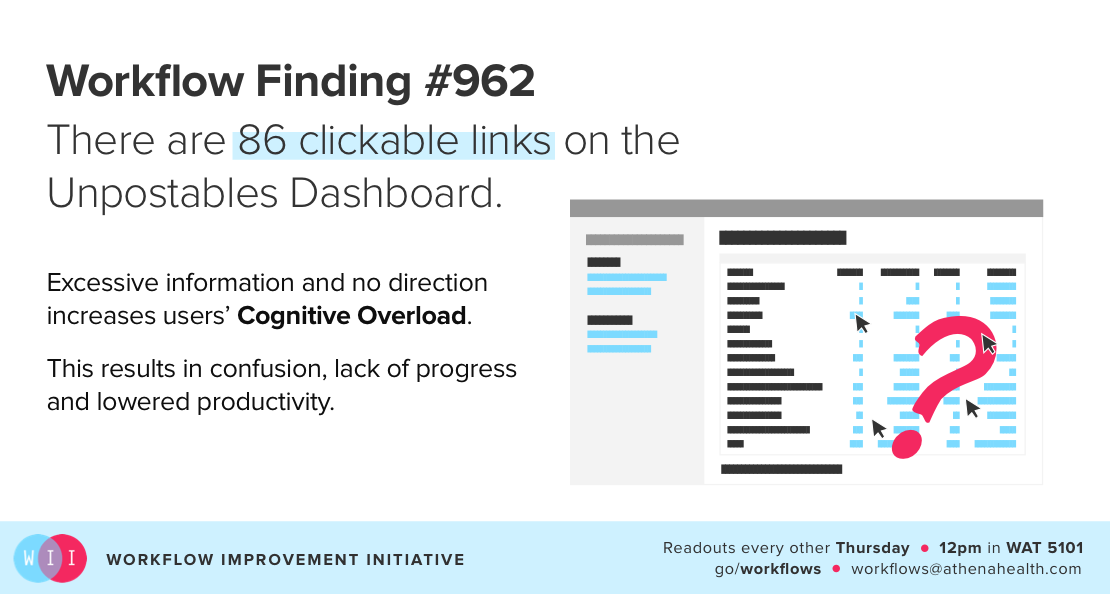 Workflow Finding #962
There are 86 clickable links on the
Unpostables Dashboard.
Excessive information and no direction
increases users’ Cognitive Overload.
This results in confusion, lack of progress
and lowered productivity.
W I I
WORKFLOW IMPROVEMENT INITIATIVE
Readouts every other Thursday • 12pm in WAT 5101
go/workflows • workflows@athenahealth.com
?